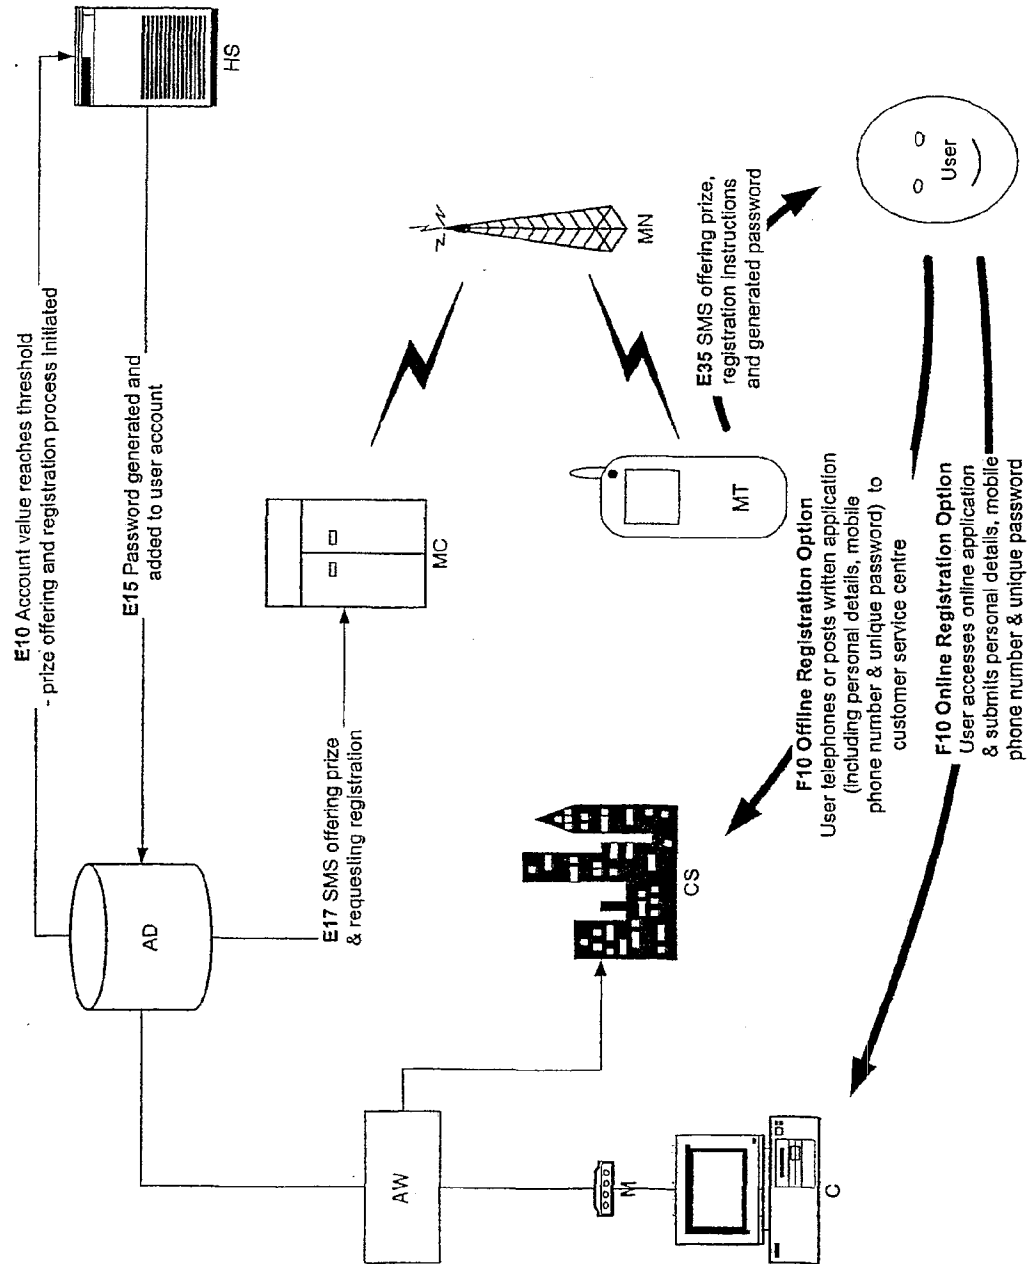 E10 Account value reaches threshold
- prize offering and registration process Initiated
HS
E15 Password generated and
added to user account
AD
E17 SMS offering prize
& requesting registration
MC
MN
E35 SMS offering prize,
registration instructions
and generated password
MT
User
AW
CS
M
C
F10 Offline Registration Option
User telephones or posts written application
(including personal details, mobile
phone number & unique password) to
customer service centre
F10 Online Registration Option
User accesses online application
& submits personal details, mobile
phone number & unique password